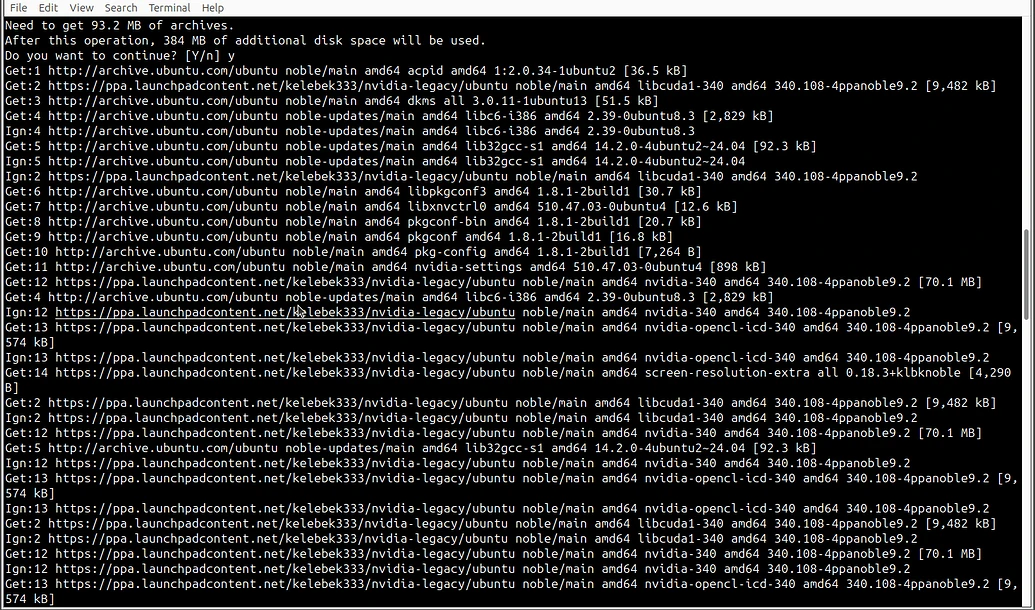 File Edit View Search Terminal Help
Need to get 93.2 MB of archives.
After this operation, 384 MB of additional disk space will be used.
Do you want to continue? [Y/n] y
Get:1 http://archive.ubuntu.com/ubuntu noble/main amd64 acpid amd64 1:2.0.34-1ubuntu2 [36.5 kB]
Get:2 https://ppa.launchpadcontent.net/kelebek333/nvidia-legacy/ubuntu noble/main amd64 libcuda1-340 amd64 340.108-4ppanoble9.2 [9,482 kB]
Get:3 http://archive.ubuntu.com/ubuntu noble/main amd64 dkms all 3.0.11-1ubuntu13 [51.5 kB]
Get:4 http://archive.ubuntu.com/ubuntu noble-updates/main amd64 libc6-i386 amd64 2.39-0ubuntu8.3 [2,829 kB]
Ign:4 http://archive.ubuntu.com/ubuntu noble-updates/main amd64 libc6-i386 amd64 2.39-0ubuntu8.3
Get:5 http://archive.ubuntu.com/ubuntu noble-updates/main amd64 lib32gcc-s1 amd64 14.2.0-4ubuntu2~24.04 [92.3 kB]
Ign:5 http://archive.ubuntu.com/ubuntu noble-updates/main amd64 lib32gcc-s1 amd64 14.2.0-4ubuntu2~24.04
Ign:2 https://ppa.launchpadcontent.net/kelebek333/nvidia-legacy/ubuntu noble/main amd64 libcuda1-340 amd64 340.108-4ppanoble9.2
Get:6 http://archive.ubuntu.com/ubuntu noble/main amd64 libpkgconf3 amd64 1.8.1-2build1 [30.7 kB]
Get:7 http://archive.ubuntu.com/ubuntu noble/main amd64 libxnvctrl0 amd64 510.47.03-0ubuntu4 [12.6 kB]
Get:8 http://archive.ubuntu.com/ubuntu noble/main amd64 pkgconf-bin amd64 1.8.1-2build1 [20.7 kB]
Get:9 http://archive.ubuntu.com/ubuntu noble/main amd64 pkgconf amd64 1.8.1-2build1 [16.8 kB]
Get:10 http://archive.ubuntu.com/ubuntu noble/main amd64 pkg-config amd64 1.8.1-2build1 [7,264 B]
Get:11 http://archive.ubuntu.com/ubuntu noble/main amd64 nvidia-settings amd64 510.47.03-0ubuntu4 [898 kB]
Get:12 https://ppa.launchpadcontent.net/kelebek333/nvidia-legacy/ubuntu noble/main amd64 nvidia-340 amd64 340.108-4ppanoble9.2 [70.1 MB]
Get:4 http://archive.ubuntu.com/ubuntu noble-updates/main amd64 libc6-i386 amd64 2.39-0ubuntu8.3 [2,829 kB]
Ign:12 https://ppa.launchpadcontent.net/kelebek333/nvidia-legacy/ubuntu noble/main amd64 nvidia-340 amd64 340.108-4ppanoble9.2
Get:13 https://ppa.launchpadcontent.net/kelebek333/nvidia-legacy/ubuntu noble/main amd64 nvidia-opencl-icd-340 amd64 340.108-4ppanoble9.2 [9,
574 kB]
Ign:13 https://ppa.launchpadcontent.net/kelebek333/nvidia-legacy/ubuntu noble/main amd64 nvidia-opencl-icd-340 amd64 340.108-4ppanoble9.2
Get:14 https://ppa.launchpadcontent.net/kelebek333/nvidia-legacy/ubuntu noble/main amd64 screen-resolution-extra all 0.18.3+klbknoble [4,290
B]
Get:2 https://ppa.launchpadcontent.net/kelebek333/nvidia-legacy/ubuntu noble/main amd64 libcuda1-340 amd64 340.108-4ppanoble9.2 [9,482 kB]
Ign:2 https://ppa.launchpadcontent.net/kelebek333/nvidia-legacy/ubuntu noble/main amd64 libcuda1-340 amd64 340.108-4ppanoble9.2
Get:12 https://ppa.launchpadcontent.net/kelebek333/nvidia-legacy/ubuntu noble/main amd64 nvidia-340 amd64 340.108-4ppanoble9.2 [70.1 MB]
Get:5 http://archive.ubuntu.com/ubuntu noble-updates/main amd64 lib32gcc-s1 amd64 14.2.0-4ubuntu2~24.04 [92.3 kB]
Ign:12 https://ppa.launchpadcontent.net/kelebek333/nvidia-legacy/ubuntu noble/main amd64 nvidia-340 amd64 340.108-4ppanoble9.2
Get:13 https://ppa.launchpadcontent.net/kelebek333/nvidia-legacy/ubuntu noble/main amd64 nvidia-opencl-icd-340 amd64 340.108-4ppanoble9.2 [9,
574 kB]
Ign:13 https://ppa.launchpadcontent.net/kelebek333/nvidia-legacy/ubuntu noble/main amd64 nvidia-opencl-icd-340 amd64 340.108-4ppanoble9.2
Get:2 https://ppa.launchpadcontent.net/kelebek333/nvidia-legacy/ubuntu noble/main amd64 libcuda1-340 amd64 340.108-4ppanoble9.2 [9,482 kB]
Ign:2 https://ppa.launchpadcontent.net/kelebek333/nvidia-legacy/ubuntu noble/main amd64 libcuda1-340 amd64 340.108-4ppanoble9.2
Get:12 https://ppa.launchpadcontent.net/kelebek333/nvidia-legacy/ubuntu noble/main amd64 nvidia-340 amd64 340.108-4ppanoble9.2 [70.1 MB]
Ign:12 https://ppa.launchpadcontent.net/kelebek333/nvidia-legacy/ubuntu noble/main amd64 nvidia-340 amd64 340.108-4ppanoble9.2
Get:13 https://ppa.launchpadcontent.net/kelebek333/nvidia-legacy/ubuntu noble/main amd64 nvidia-opencl-icd-340 amd64 340.108-4ppanoble9.2 [9,
574 kB]